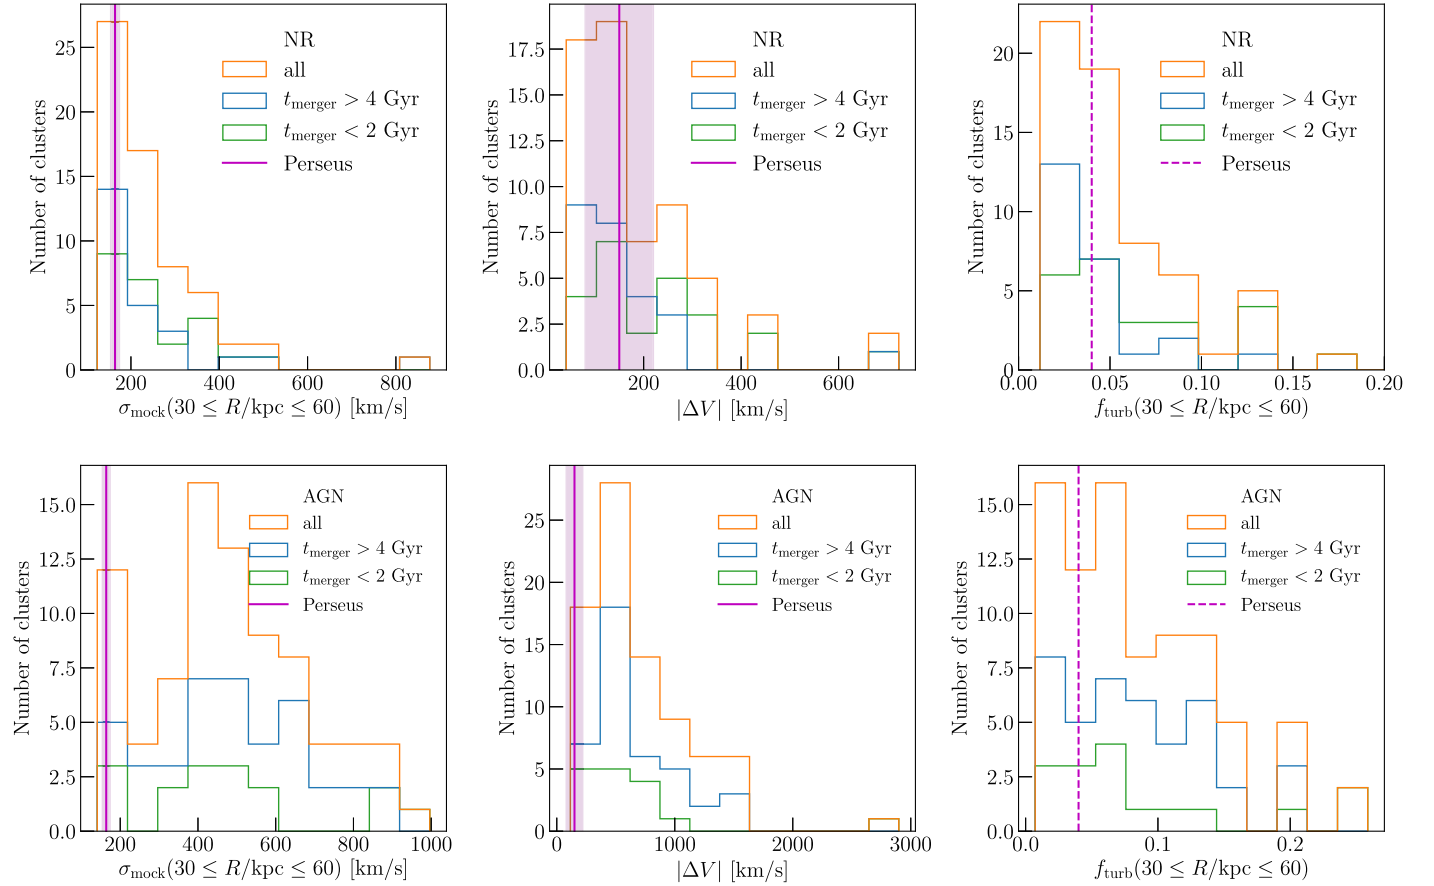 NR
all
t_merger > 4 Gyr
t_merger < 2 Gyr
Perseus
Number of clusters
25
20
15
10
5
0
200
400
600
800
σ_mock(30 ≤ R/kpc ≤ 60) [km/s]
NR
all
t_merger > 4 Gyr
t_merger < 2 Gyr
Perseus
Number of clusters
17.5
15.0
12.5
10.0
7.5
5.0
2.5
0.0
200
400
600
|ΔV| [km/s]
NR
all
t_merger > 4 Gyr
t_merger < 2 Gyr
Perseus
Number of clusters
20
15
10
5
0
0.00
0.05
0.10
0.15
0.20
f_turb(30 ≤ R/kpc ≤ 60)
AGN
all
t_merger > 4 Gyr
t_merger < 2 Gyr
Perseus
Number of clusters
15.0
12.5
10.0
7.5
5.0
2.5
0.0
200
400
600
800
1000
σ_mock(30 ≤ R/kpc ≤ 60) [km/s]
AGN
all
t_merger > 4 Gyr
t_merger < 2 Gyr
Perseus
Number of clusters
25
20
15
10
5
0
0
1000
2000
3000
|ΔV| [km/s]
AGN
all
t_merger > 4 Gyr
t_merger < 2 Gyr
Perseus
Number of clusters
15.0
12.5
10.0
7.5
5.0
2.5
0.0
0.0
0.1
0.2
f_turb(30 ≤ R/kpc ≤ 60)